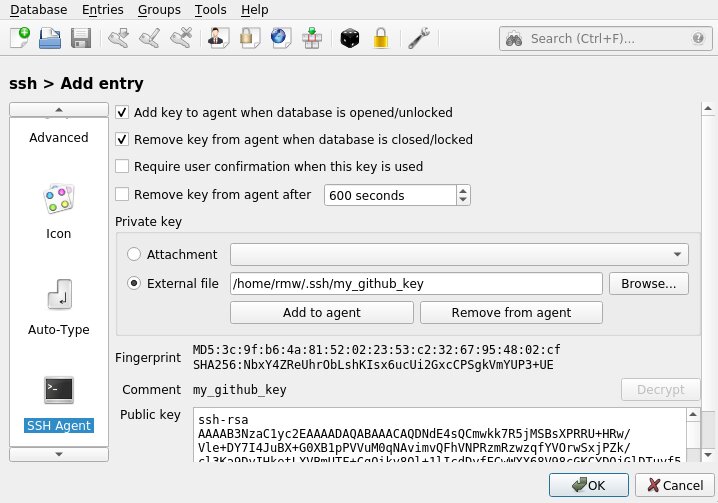 Database Entries Groups Tools Help
Search (Ctrl+F)...
ssh > Add entry
Advanced
Icon
Auto-Type
SSH Agent
Add key to agent when database is opened/unlocked
Remove key from agent when database is closed/locked
Require user confirmation when this key is used
Remove key from agent after 600 seconds
Private key
Attachment
External file /home/rmw/.ssh/my_github_key Browse...
Add to agent Remove from agent
Fingerprint MD5:3c:9f:b6:4a:81:52:02:23:53:c2:32:67:95:48:02:cf
SHA256:NbxY4ZReUhrObLshKIsx6ucUi2GxcCPSgkVmYUP3+UE
Comment my_github_key Decrypt
Public key ssh-rsa
AAAAB3NzaC1yc2EAAAADAQABAAACAQDNdE4sQCmwkk7R5jMSBsXPRRU+HRw/
Vle+DY7I4JuBX+G0XB1pPVVuM0qNAvimvQFhVNPRzmRzwzqfYVOrwSxjPZk/
OK Cancel